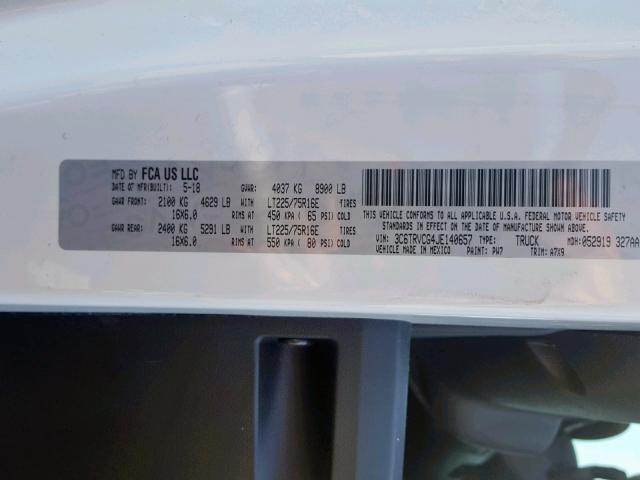 MFD BY FCA US LLC
DATE OF MFR(BUILT): 5-18 GVWR: 4037 KG 8900 LB
GAWR FRONT: 2100 KG 4629 LB WITH LT225/75R16E TIRES
16X6.0 RIMS AT 450 KPA ( 65 PSI) COLD
GAWR REAR: 2400 KG 5291 LB WITH LT225/75R16E TIRES
16X6.0 RIMS AT 550 KPA ( 80 PSI) COLD
THIS VEHICLE CONFORMS TO ALL APPLICABLE U.S.A. FEDERAL MOTOR
VEHICLE SAFETY STANDARDS IN EFFECT ON THE DATE OF MANUFACTURE
VIN: 3C6TRVCG4JE140657 TYPE: TRUCK MDH: 052919 327AA
VEHICLE MADE IN MEXICO PAINT: PW7 TRIM: A7X9